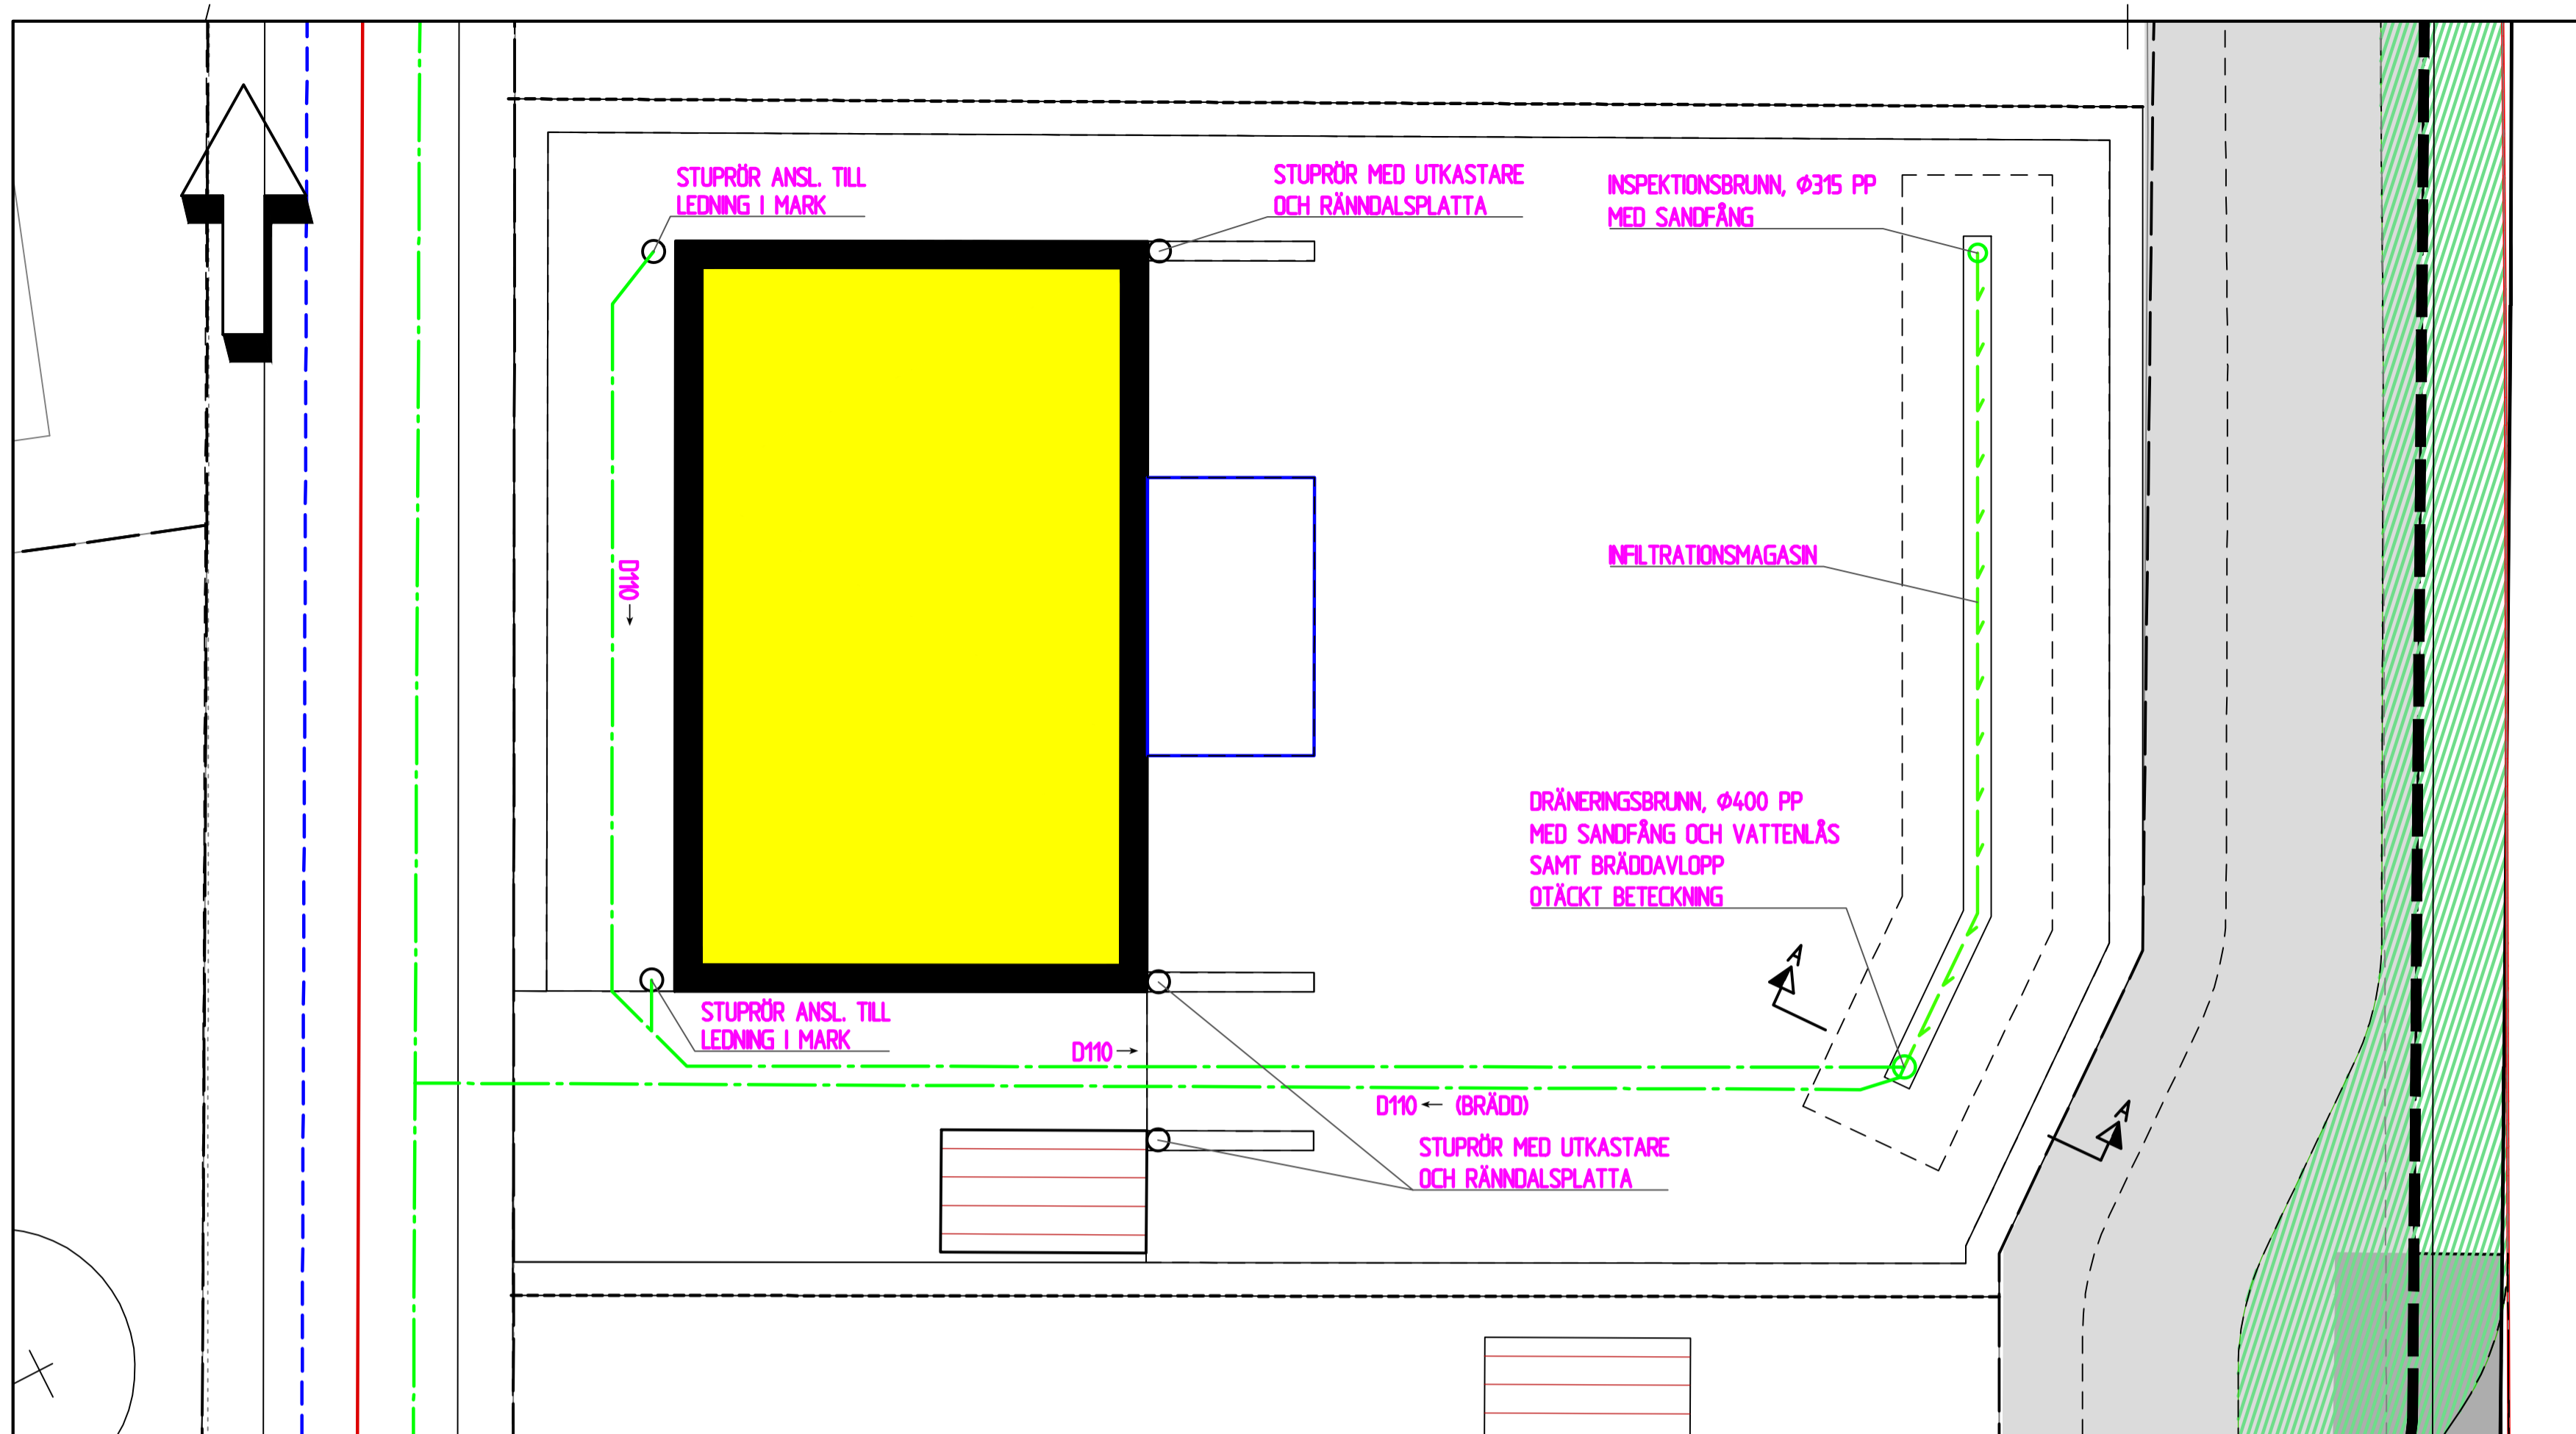 STUPRÖR ANSL. TILL
LEDNING I MARK
STUPRÖR MED UTKASTARE
OCH RÄNNDALSPLATTA
INSPEKTIONSBRUNN, Ø315 PP
MED SANDFÅNG
D110
INFILTRATIONSMAGASIN
DRÄNERINGSBRUNN, Ø400 PP
MED SANDFÅNG OCH VATTENLÅS
SAMT BRÄDDAVLOPP
OTÄCKT BETECKNING
A
STUPRÖR ANSL. TILL
LEDNING I MARK
D110
D110 (BRÄDD)
A
STUPRÖR MED UTKASTARE
OCH RÄNNDALSPLATTA